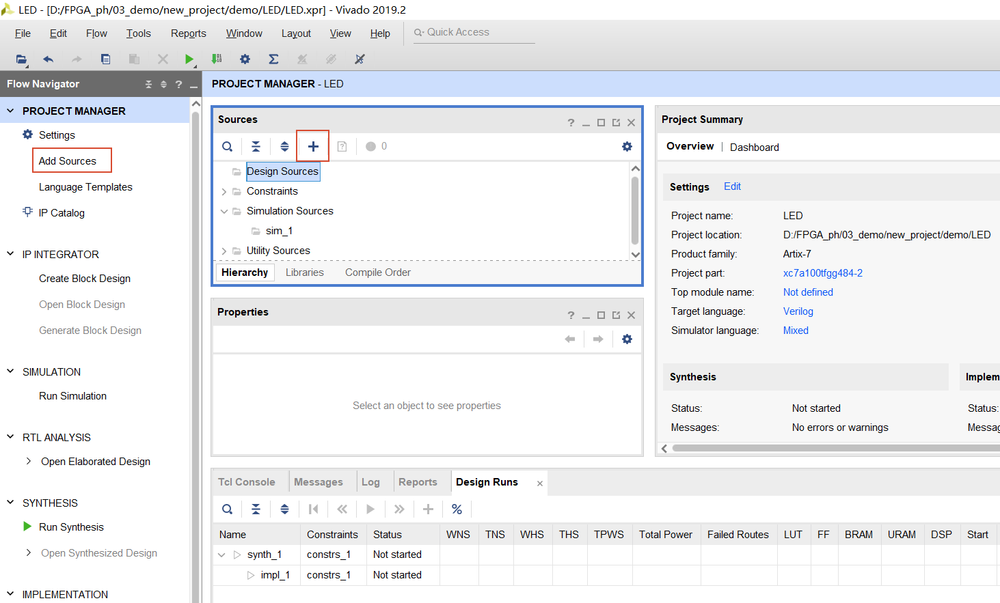 LED - [D:/FPGA_ph/03_demo/new_project/demo/LED/LED.xpr] - Vivado 2019.2
File Edit Flow Tools Reports Window Layout View Help Quick Access
Flow Navigator
PROJECT MANAGER - LED
PROJECT MANAGER
Settings
Add Sources
Language Templates
IP Catalog
IP INTEGRATOR
Create Block Design
Open Block Design
Generate Block Design
SIMULATION
Run Simulation
RTL ANALYSIS
Open Elaborated Design
SYNTHESIS
Run Synthesis
Open Synthesized Design
IMPLEMENTATION
Sources
0
Design Sources
Constraints
Simulation Sources
sim_1
Utility Sources
Hierarchy Libraries Compile Order
Properties
Select an object to see properties
Project Summary
Overview | Dashboard
Settings Edit
Project name: LED
Project location: D:/FPGA_ph/03_demo/new_project/demo/LED
Product family: Artix-7
Project part: xc7a100tfgg484-2
Top module name: Not defined
Target language: Verilog
Simulator language: Mixed
Synthesis Implem
Status: Not started Status:
Messages: No errors or warnings Messag
Tcl Console Messages Log Reports Design Runs
Name Constraints Status WNS TNS WHS THS TPWS Total Power Failed Routes LUT FF BRAM URAM DSP Start
synth_1 constrs_1 Not started
impl_1 constrs_1 Not started